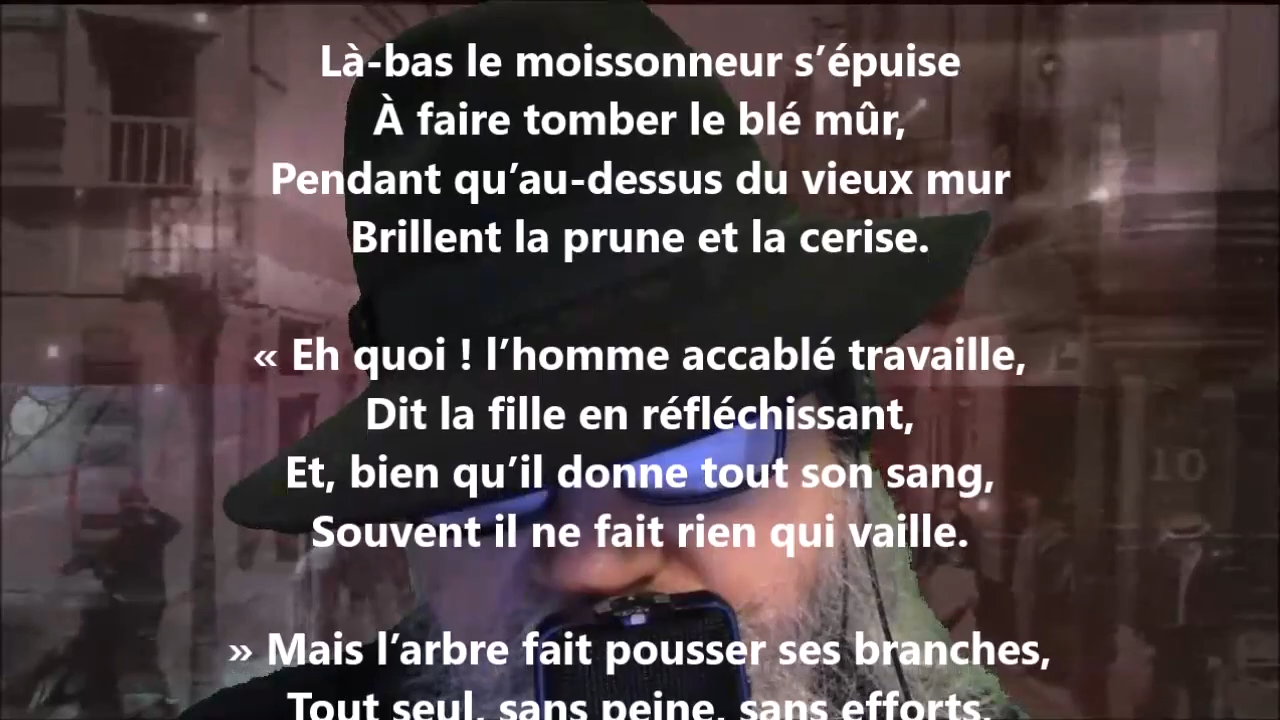 Là-bas le moissonneur s’épuise
À faire tomber le blé mûr,
Pendant qu’au-dessus du vieux mur
Brillent la prune et la cerise.
« Eh quoi ! l’homme accablé travaille,
Dit la fille en réfléchissant,
Et, bien qu’il donne tout son sang,
Souvent il ne fait rien qui vaille.
» Mais l’arbre fait pousser ses branches,
Tout seul, sans peine, sans efforts,
10